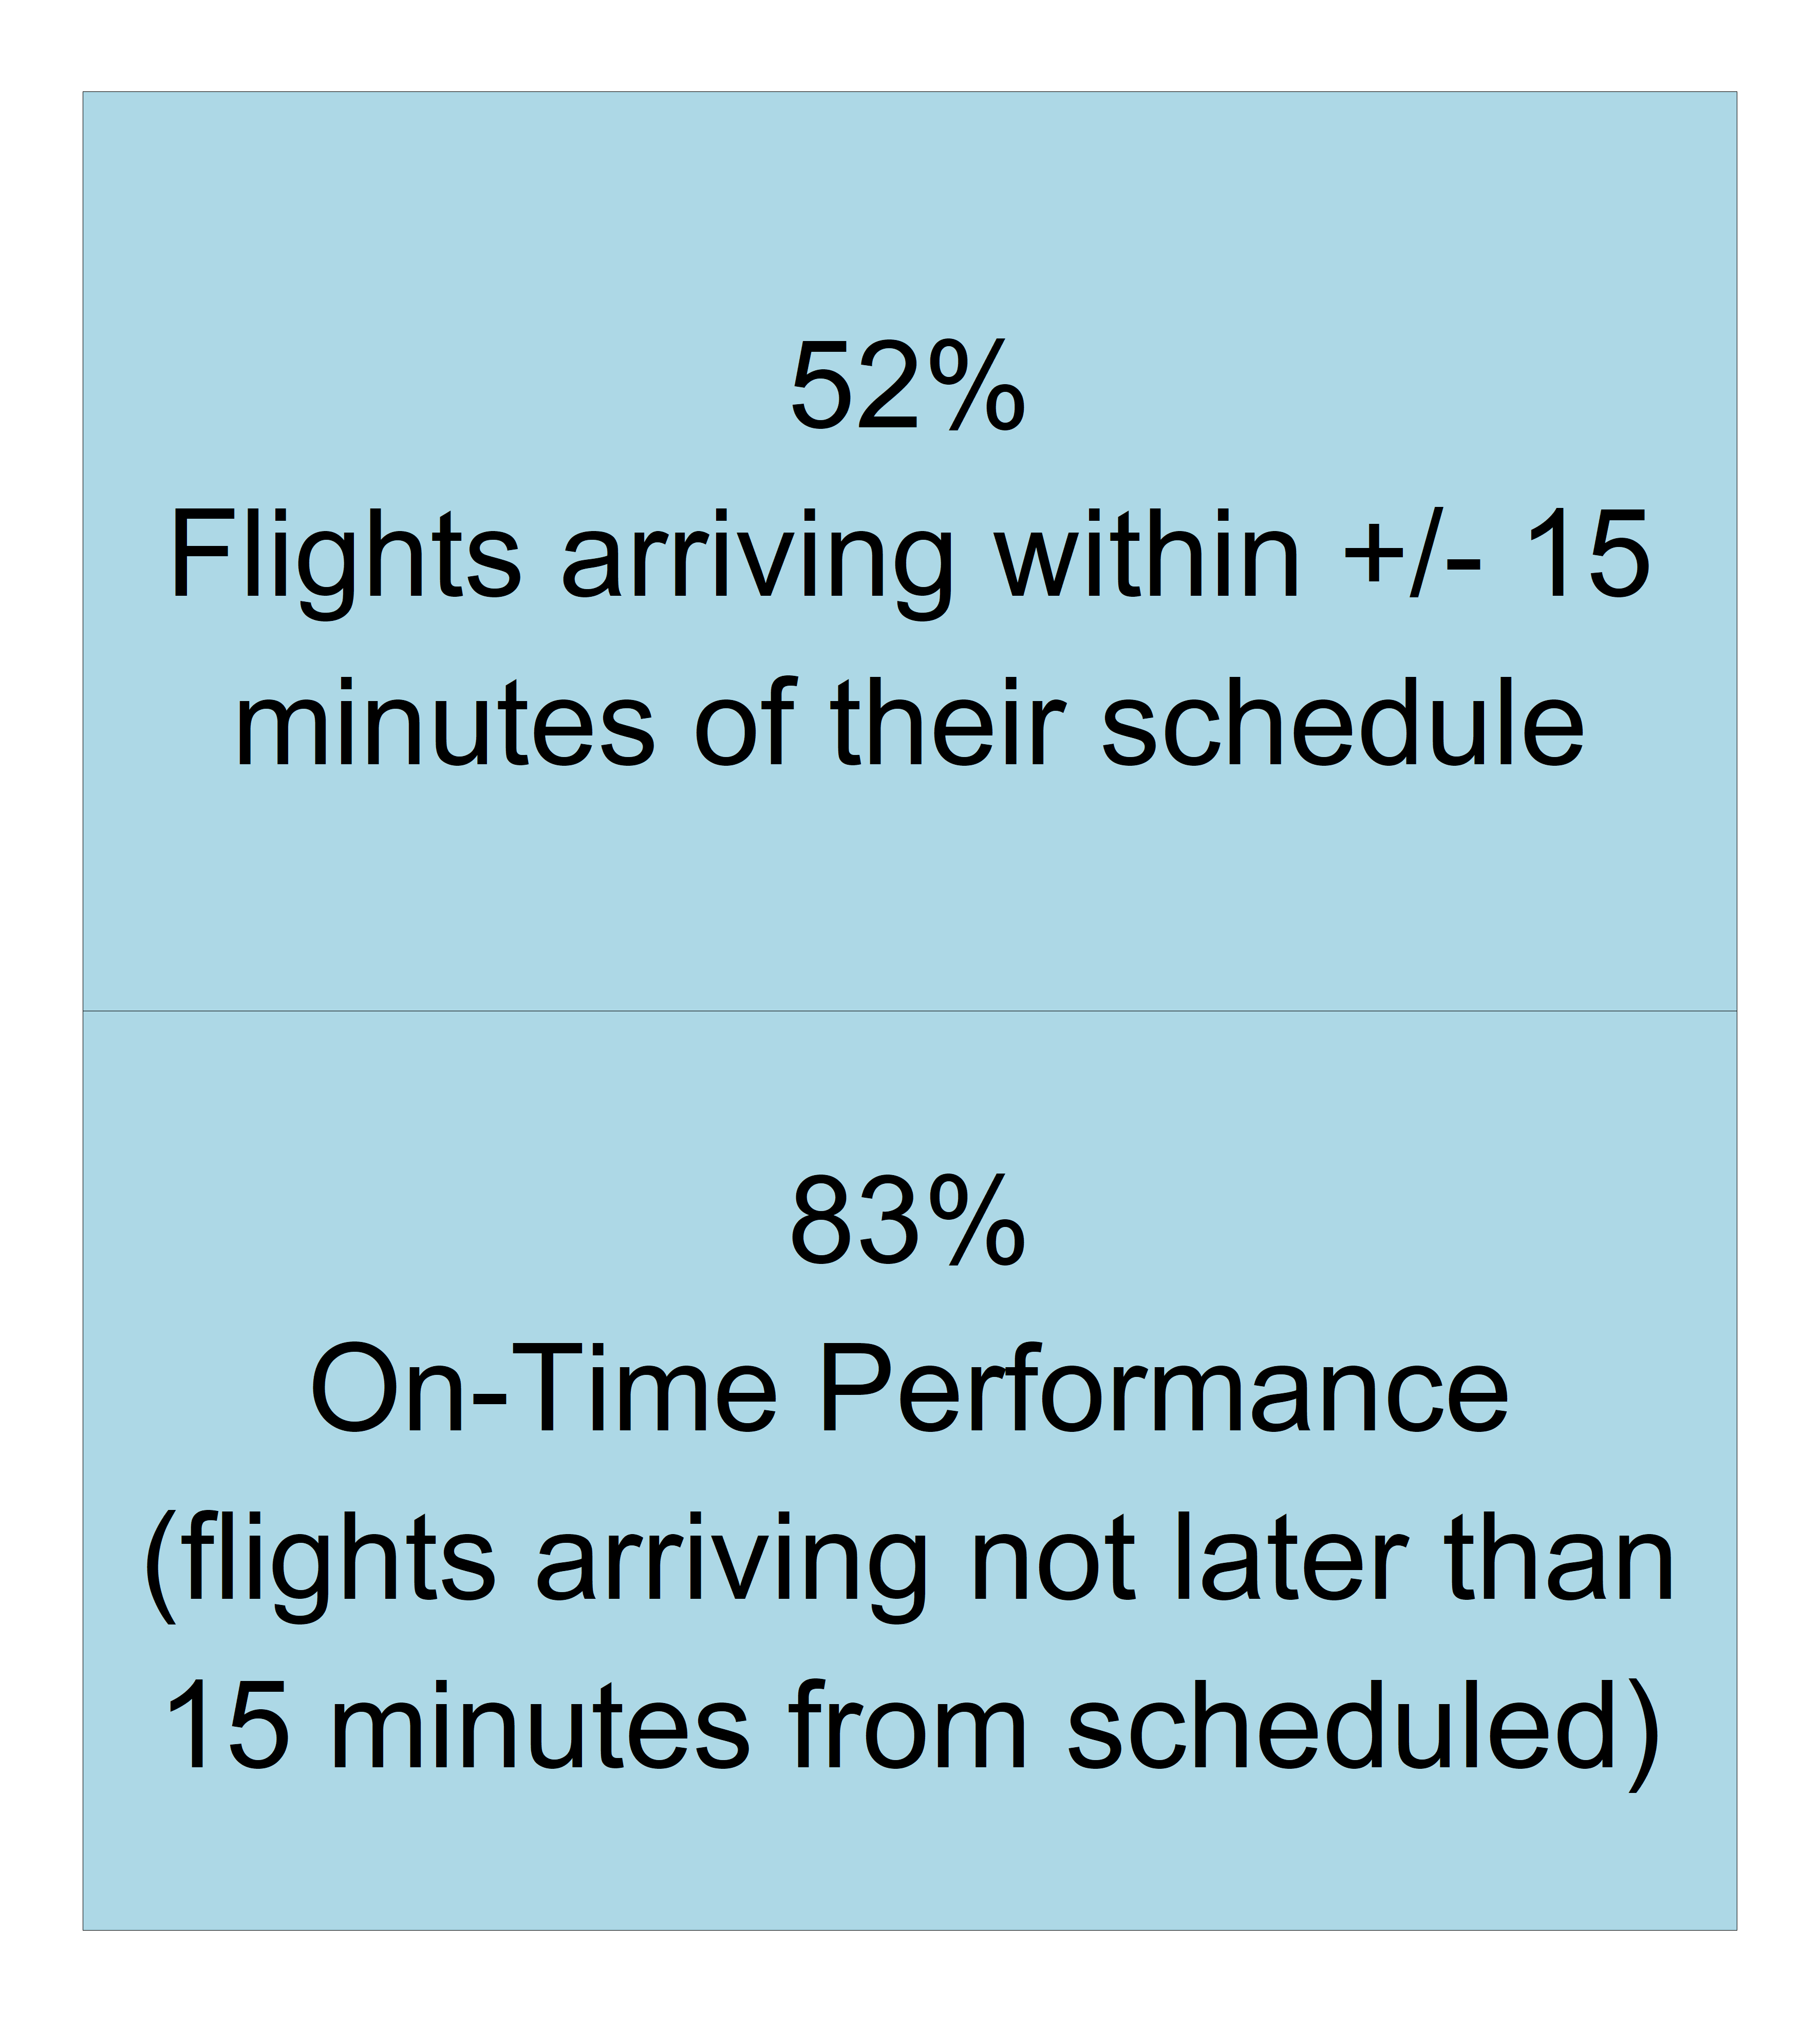 52%
Flights arriving within +/- 15
minutes of their schedule
83%
On-Time Performance
(flights arriving not later than
15 minutes from scheduled)